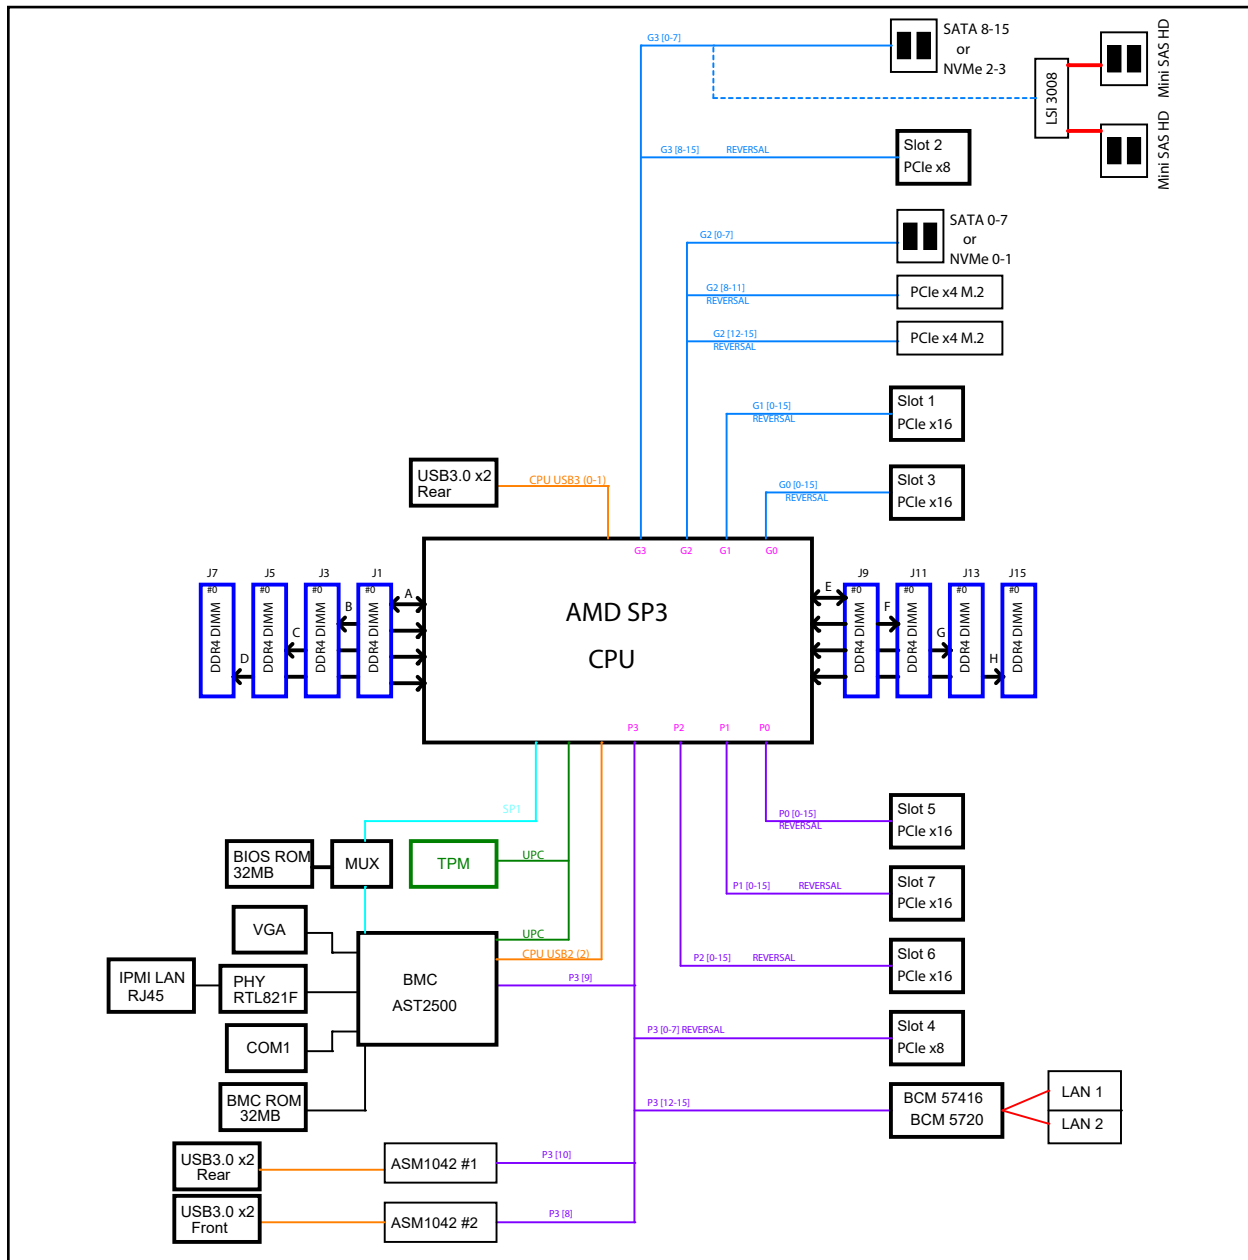 G3 [0-7]
SATA 8-15
or
NVMe 2-3
LSI 3008
Mini SAS HD
Mini SAS HD
G3 [8-15] REVERSAL
Slot 2
PCIe x8
G2 [0-7]
SATA 0-7
or
NVMe 0-1
G2 [8-11]
REVERSAL
PCIe x4 M.2
G2 [12-15]
REVERSAL
PCIe x4 M.2
G1 [0-15]
REVERSAL
Slot 1
PCIe x16
USB3.0 x2
Rear
CPU USB3 (0-1)
G0 [0-15]
REVERSAL
Slot 3
PCIe x16
G3 G2 G1 G0
J7 J5 J3 J1
#0 #0 #0 #0
DDR4 DIMM
DDR4 DIMM
DDR4 DIMM
DDR4 DIMM
A
B
C
D
AMD SP3
CPU
J9 J11 J13 J15
#0 #0 #0 #0
DDR4 DIMM
DDR4 DIMM
DDR4 DIMM
DDR4 DIMM
E
F
G
H
P3 P2 P1 P0
SP1
P0 [0-15]
REVERSAL
Slot 5
PCIe x16
BIOS ROM
32MB
MUX
TPM
UPC
P1 [0-15] REVERSAL
Slot 7
PCIe x16
VGA
UPC
CPU USB2 (2)
P2 [0-15] REVERSAL
Slot 6
PCIe x16
IPMI LAN
RJ45
PHY
RTL821F
BMC
AST2500
P3 [9]
COM1
P3 [0-7] REVERSAL
Slot 4
PCIe x8
BMC ROM
32MB
P3 [12-15]
BCM 57416
BCM 5720
LAN 1
LAN 2
USB3.0 x2
Rear
ASM1042 #1
P3 [10]
USB3.0 x2
Front
ASM1042 #2
P3 [8]